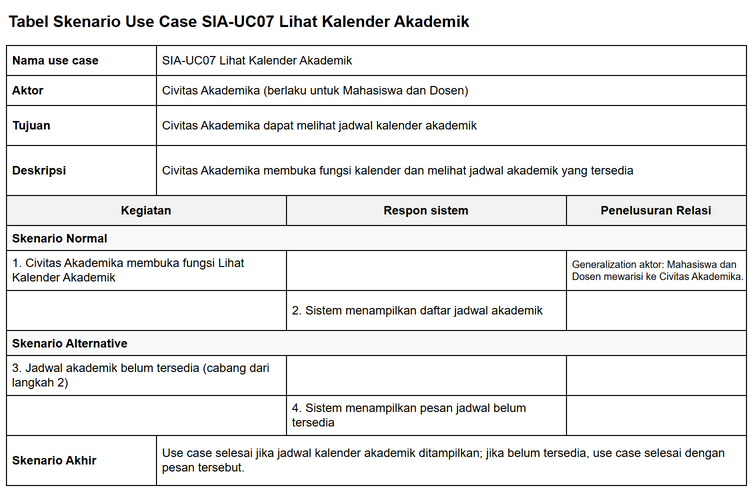 Tabel Skenario Use Case SIA-UC07 Lihat Kalender Akademik
Nama use case
SIA-UC07 Lihat Kalender Akademik
Aktor
Civitas Akademika (berlaku untuk Mahasiswa dan Dosen)
Tujuan
Civitas Akademika dapat melihat jadwal kalender akademik
Deskripsi
Civitas Akademika membuka fungsi kalender dan melihat jadwal akademik yang tersedia
Kegiatan
Respon sistem
Penelusuran Relasi
Skenario Normal
1. Civitas Akademika membuka fungsi Lihat
Kalender Akademik
Generalization aktor: Mahasiswa dan
Dosen mewarisi ke Civitas Akademika.
2. Sistem menampilkan daftar jadwal akademik
Skenario Alternative
3. Jadwal akademik belum tersedia (cabang dari
langkah 2)
4. Sistem menampilkan pesan jadwal belum
tersedia
Skenario Akhir
Use case selesai jika jadwal kalender akademik ditampilkan; jika belum tersedia, use case selesai dengan
pesan tersebut.